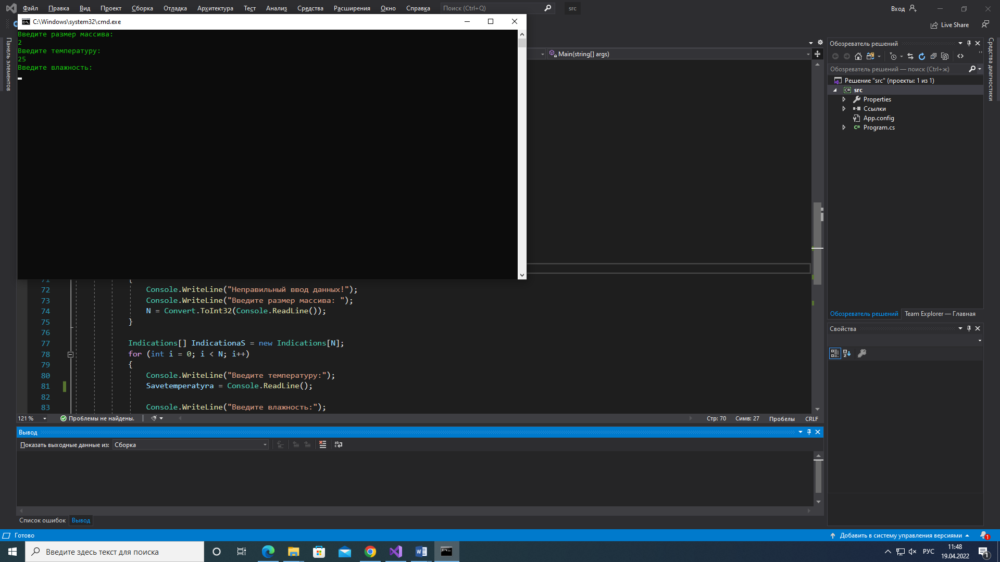 Файл Правка Вид Проект Сборка Отладка Архитектура Тест Анализ Средства Расширения Окно Справка Поиск (Ctrl+Q) src Вход
Live Share
C:\Windows\system32\cmd.exe
Введите размер массива:
2
Введите температуру:
25
Введите влажность:
Панель элементов
Main(string[] args)
71 {
72 Console.WriteLine("Неправильный ввод данных!");
73 Console.WriteLine("Введите размер массива: ");
74 N = Convert.ToInt32(Console.ReadLine());
75 }
76
77 Indications[] IndicationaS = new Indications[N];
78 for (int i = 0; i < N; i++)
79 {
80 Console.WriteLine("Введите температуру:");
81 Savetemperatyra = Console.ReadLine();
82
83 Console.WriteLine("Введите влажность:");
121 % Проблемы не найдены. Стр: 70 Симв: 27 Пробелы CRLF
Вывод
Показать выходные данные из: Сборка
Список ошибок Вывод
Обозреватель решений
Обозреватель решений — поиск (Ctrl+ж)
Решение "src" (проекты: 1 из 1)
C# src
Properties
Ссылки
App.config
C# Program.cs
Обозреватель решений Team Explorer — Главная
Свойства
Средства диагностики
Готово Добавить в систему управления версиями 1
Введите здесь текст для поиска
РУС
11:48
19.04.2022
1